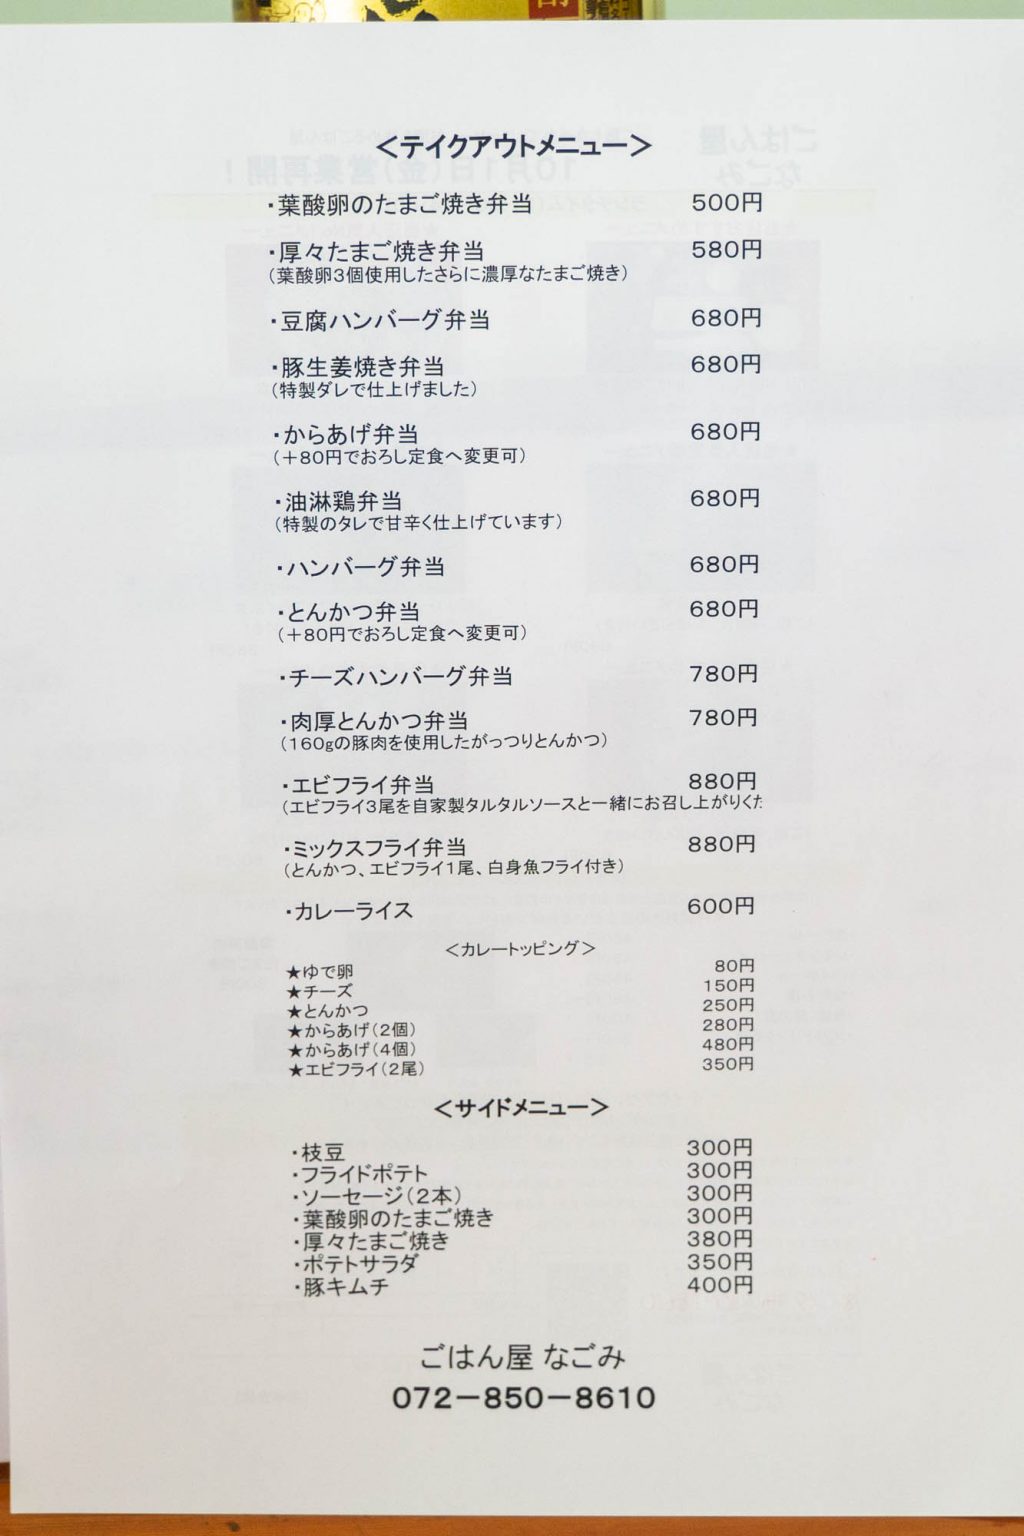 ＜テイクアウトメニュー＞
・葉酸卵のたまご焼き弁当 500円
・厚々たまご焼き弁当 580円
（葉酸卵3個使用したさらに濃厚なたまご焼き）
・豆腐ハンバーグ弁当 680円
・豚生姜焼き弁当 680円
（特製ダレで仕上げました）
・からあげ弁当 680円
（＋80円でおろし定食へ変更可）
・油淋鶏弁当 680円
（特製のタレで甘辛く仕上げています）
・ハンバーグ弁当 680円
・とんかつ弁当 680円
（＋80円でおろし定食へ変更可）
・チーズハンバーグ弁当 780円
・肉厚とんかつ弁当 780円
（160gの豚肉を使用したがっつりとんかつ）
・エビフライ弁当 880円
（エビフライ3尾を自家製タルタルソースと一緒にお召し上がりくだ
・ミックスフライ弁当 880円
（とんかつ、エビフライ1尾、白身魚フライ付き）
・カレーライス 600円
＜カレートッピング＞
★ゆで卵 80円
★チーズ 150円
★とんかつ 250円
★からあげ（2個） 280円
★からあげ（4個） 480円
★エビフライ（2尾） 350円
＜サイドメニュー＞
・枝豆 300円
・フライドポテト 300円
・ソーセージ（2本） 300円
・葉酸卵のたまご焼き 300円
・厚々たまご焼き 380円
・ポテトサラダ 350円
・豚キムチ 400円
ごはん屋 なごみ
072－850－8610